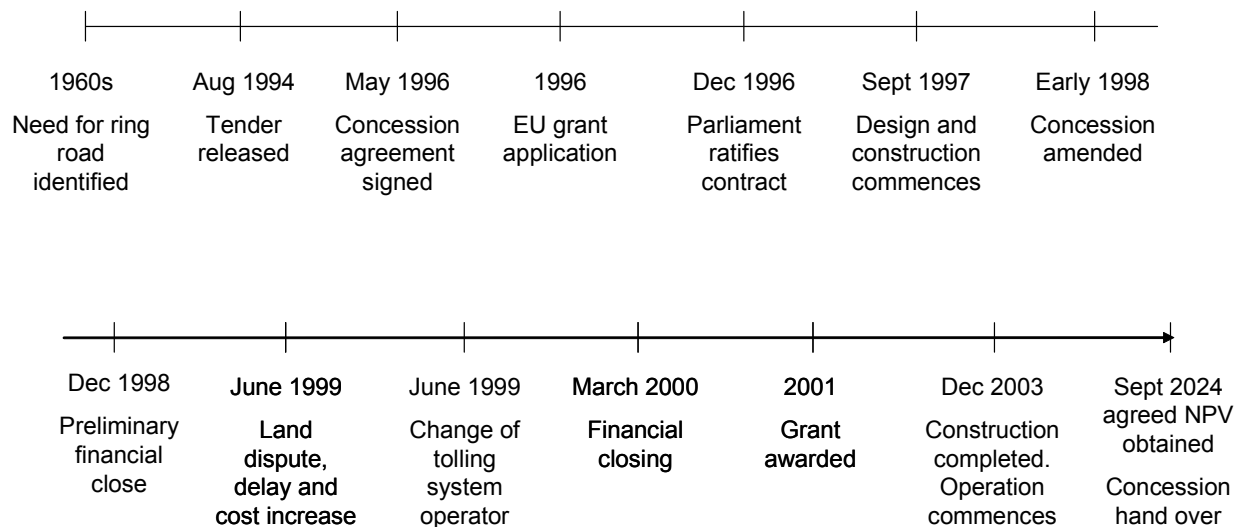 1960s
Need for ring
road
identified
Aug 1994
Tender
released
May 1996
Concession
agreement
signed
1996
EU grant
application
Dec 1996
Parliament
ratifies
contract
Sept 1997
Design and
construction
commences
Early 1998
Concession
amended
Dec 1998
Preliminary
financial
close
June 1999
Land
dispute,
delay and
cost increase
June 1999
Change of
tolling
system
operator
March 2000
Financial
closing
2001
Grant
awarded
Dec 2003
Construction
completed.
Operation
commences
Sept 2024
agreed NPV
obtained
Concession
hand over